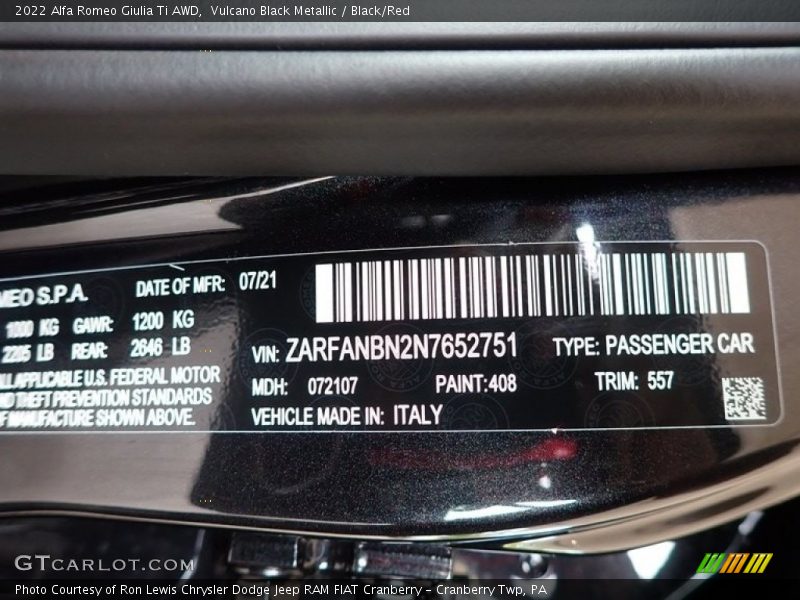 2022 Alfa Romeo Giulia Ti AWD, Vulcano Black Metallic / Black/Red
MEO S.P.A. DATE OF MFR: 07/21
1000 KG GAWR: 1200 KG
2205 LB REAR: 2646 LB
VIN: ZARFANBN2N7652751 TYPE: PASSENGER CAR
ALL APPLICABLE U.S. FEDERAL MOTOR
MDH: 072107 PAINT:408 TRIM: 557
THEFT PREVENTION STANDARDS
VEHICLE MADE IN: ITALY
OF MANUFACTURE SHOWN ABOVE.
GTCARLOT.COM
Photo Courtesy of Ron Lewis Chrysler Dodge Jeep RAM FIAT Cranberry - Cranberry Twp, PA